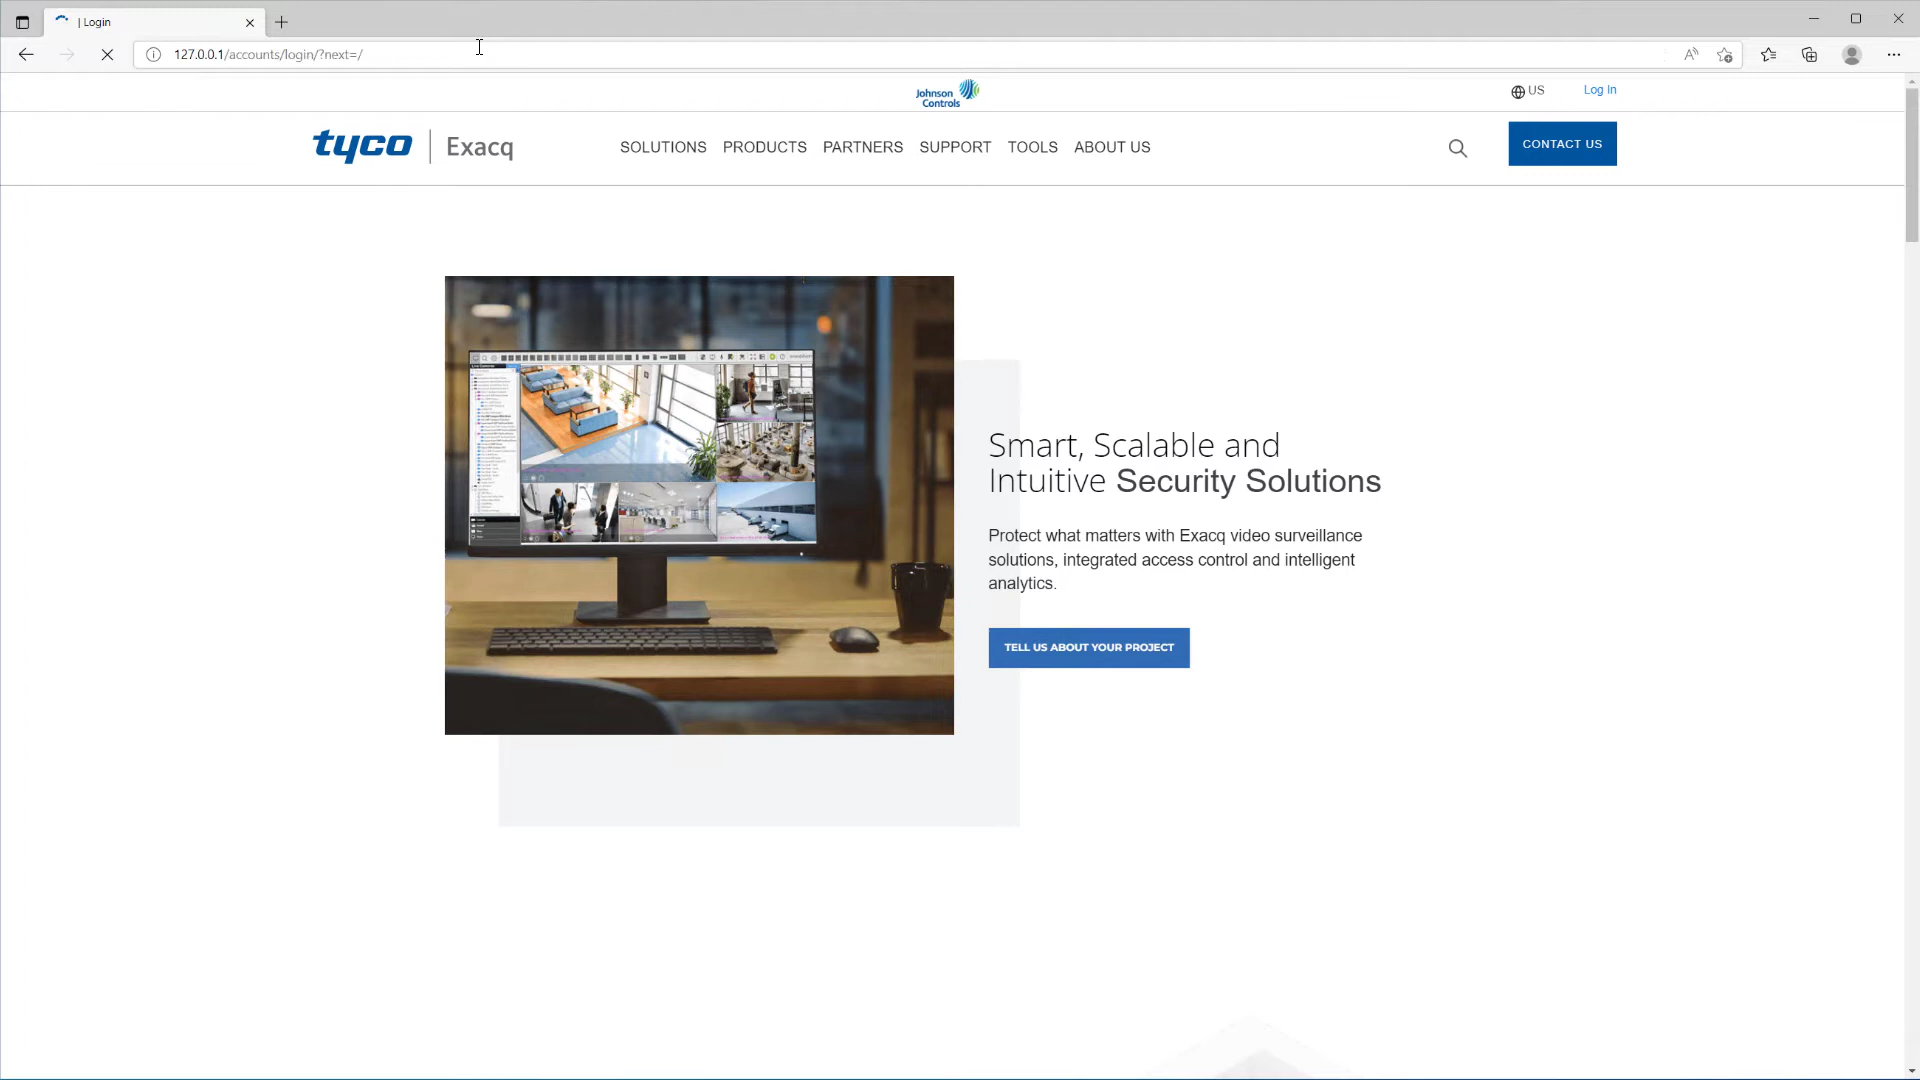 | Login
127.0.0.1/accounts/login/?next=/
Johnson
Controls
US
Log In
tyco
Exacq
SOLUTIONS
PRODUCTS
PARTNERS
SUPPORT
TOOLS
ABOUT US
CONTACT US
Smart, Scalable and
Intuitive Security Solutions
Protect what matters with Exacq video surveillance
solutions, integrated access control and intelligent
analytics.
TELL US ABOUT YOUR PROJECT